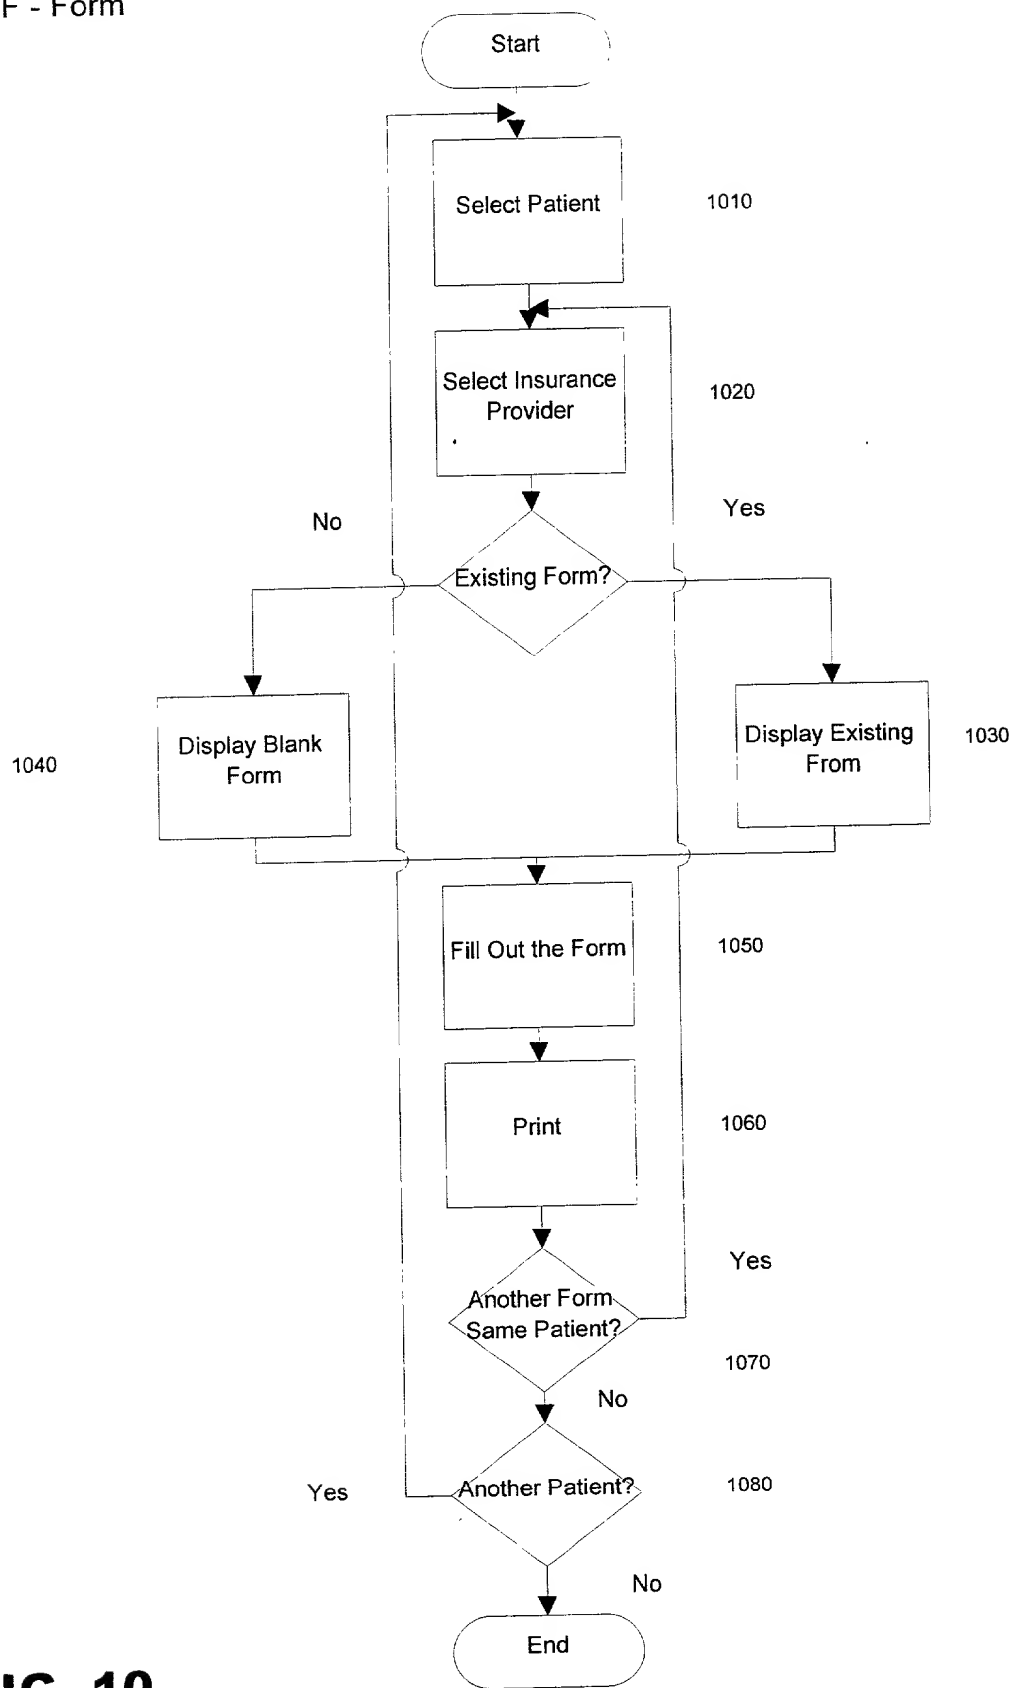 F - Form
Start
Select Patient
1010
Select Insurance
Provider
1020
No
Yes
Existing Form?
Display Blank
Form
1040
Display Existing
From
1030
Fill Out the Form
1050
Print
1060
Yes
Another Form
Same Patient?
1070
No
Yes
Another Patient?
1080
No
End
10